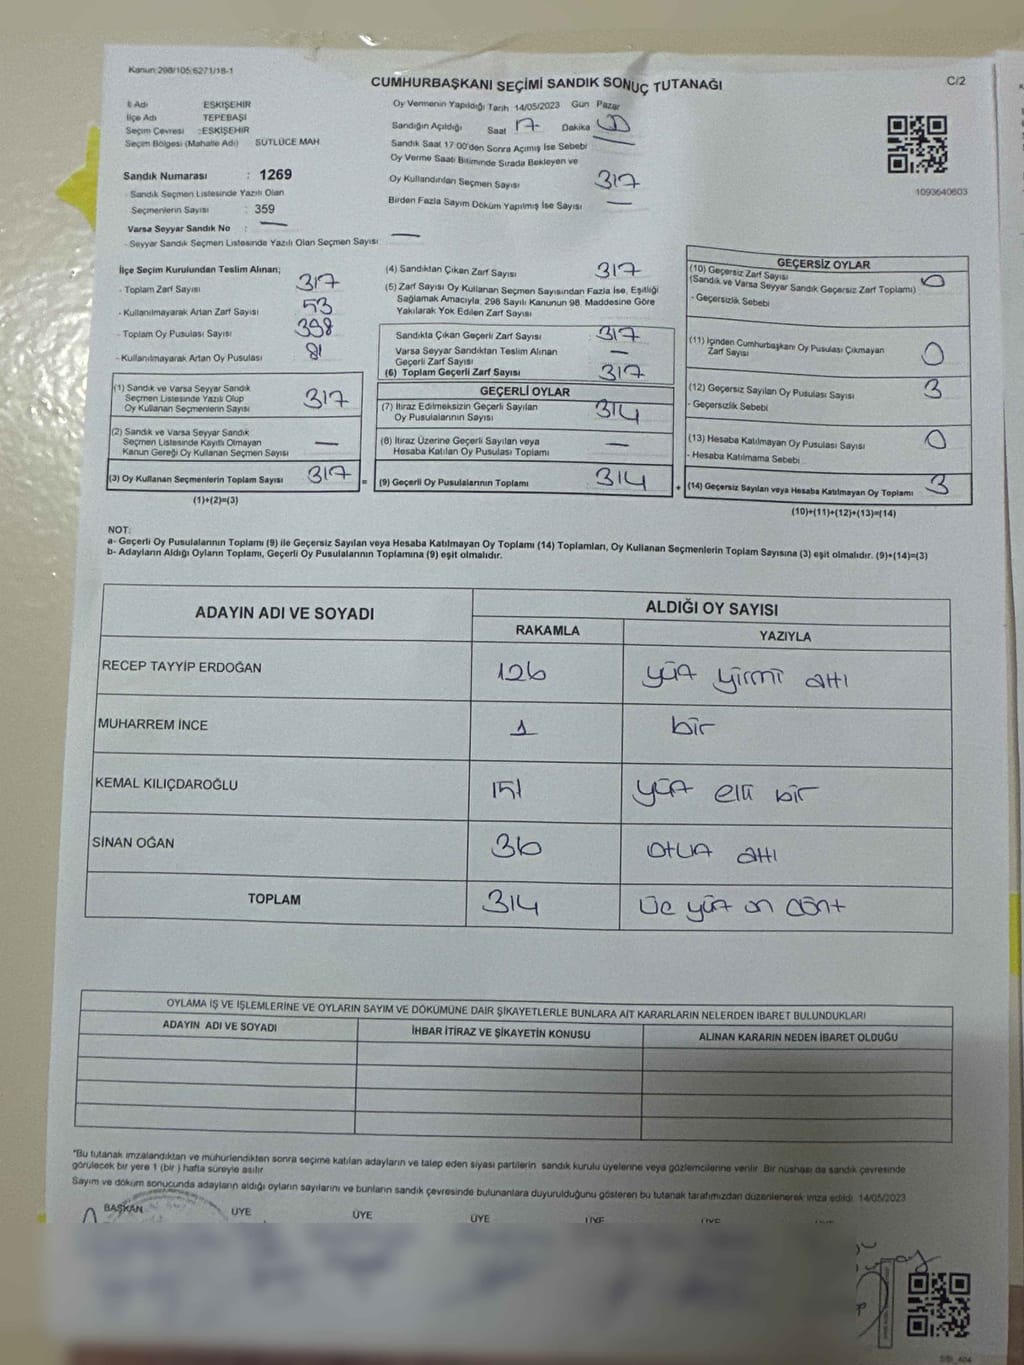 Kanun:298/105;6271/18-1
CUMHURBAŞKANI SEÇİMİ SANDIK SONUÇ TUTANAĞI
C/2
İl Adı ESKIŞEHİR
İlçe Adı TEPEBAŞI
Seçim Çevresi :ESKİŞEHİR
Seçim Bölgesi (Mahalle Adı) SÜTLÜCE MAH.
Sandık Numarası : 1269
- Sandık Seçmen Listesinde Yazılı Olan
Seçmenlerin Sayısı : 359
Varsa Seyyar Sandık No : —
- Seyyar Sandık Seçmen Listesinde Yazılı Olan Seçmen Sayısı —
Oy Vermenin Yapıldığı Tarih :14/05/2023 Gün Pazar
Sandığın Açıldığı Saat 17 Dakika 00
Sandık Saat 17:00'den Sonra Açımış İse Sebebi —
Oy Verme Saati Bitiminde Sırada Bekleyen ve
Oy Kullandırılan Seçmen Sayısı 317
Birden Fazla Sayım Döküm Yapılmış İse Sayısı —
1093640603
İlçe Seçim Kurulundan Teslim Alınan;
- Toplam Zarf Sayısı 317
- Kullanılmayarak Artan Zarf Sayısı 53
- Toplam Oy Pusulası Sayısı 398
- Kullanılmayarak Artan Oy Pusulası 81
(1) Sandık ve Varsa Seyyar Sandık
Seçmen Listesinde Yazılı Olup
Oy Kullanan Seçmenlerin Sayısı 317
(2) Sandık ve Varsa Seyyar Sandık
Seçmen Listesinde Kayıtlı Olmayan
Kanun Gereği Oy Kullanan Seçmen Sayısı —
(3) Oy Kullanan Seçmenlerin Toplam Sayısı 317
(1)+(2)=(3)
(4) Sandıktan Çıkan Zarf Sayısı 317
(5) Zarf Sayısı Oy Kullanan Seçmen Sayısından Fazla İse, Eşitliği
Sağlamak Amacıyla, 298 Sayılı Kanunun 98. Maddesine Göre
Yakılarak Yok Edilen Zarf Sayısı
Sandıkta Çıkan Geçerli Zarf Sayısı 317
Varsa Seyyar Sandıktan Teslim Alınan
Geçerli Zarf Sayısı —
(6) Toplam Geçerli Zarf Sayısı 317
GEÇERLİ OYLAR
(7) İtiraz Edilmeksizin Geçerli Sayılan
Oy Pusulalarının Sayısı 314
(8) İtiraz Üzerine Geçerli Sayılan veya
Hesaba Katılan Oy Pusulası Toplamı —
= (9) Geçerli Oy Pusulalarının Toplamı 314
GEÇERSİZ OYLAR
(10) Geçersiz Zarf Sayısı 0
(Sandık ve Varsa Seyyar Sandık Geçersiz Zarf Toplamı)
- Geçersizlik Sebebi
(11) İçinden Cumhurbaşkanı Oy Pusulası Çıkmayan
Zarf Sayısı 0
(12) Geçersiz Sayılan Oy Pusulası Sayısı 3
- Geçersizlik Sebebi
(13) Hesaba Katılmayan Oy Pusulası Sayısı 0
- Hesaba Katılmama Sebebi
+ (14) Geçersiz Sayılan veya Hesaba Katılmayan Oy Toplamı 3
(10)+(11)+(12)+(13)=(14)
NOT:
a- Geçerli Oy Pusulalarının Toplamı (9) ile Geçersiz Sayılan veya Hesaba Katılmayan Oy Toplamı (14) Toplamları, Oy Kullanan Seçmenlerin Toplam Sayısına (3) eşit olmalıdır. (9)+(14)=(3)
b- Adayların Aldığı Oyların Toplamı, Geçerli Oy Pusulalarının Toplamına (9) eşit olmalıdır.
ADAYIN ADI VE SOYADI ALDIĞI OY SAYISI
RAKAMLA YAZIYLA
RECEP TAYYİP ERDOĞAN 126 yüz yirmi altı
MUHARREM İNCE 1 bir
KEMAL KILIÇDAROĞLU 151 yüz elli bir
SİNAN OĞAN 36 otuz altı
TOPLAM 314 üç yüz on dört
OYLAMA İŞ VE İŞLEMLERİNE VE OYLARIN SAYIM VE DÖKÜMÜNE DAİR ŞİKAYETLERLE BUNLARA AİT KARARLARIN NELERDEN İBARET BULUNDUKLARI
ADAYIN ADI VE SOYADI İHBAR İTİRAZ VE ŞİKAYETİN KONUSU ALINAN KARARIN NEDEN İBARET OLDUĞU
*Bu tutanak imzalandıktan ve mühürlendikten sonra seçime katılan adayların ve talep eden siyasi partilerin sandık kurulu üyelerine veya gözlemcilerine verilir. Bir nüshası da sandık çevresinde
görülecek bir yere 1 (bir ) hafta süreyle asılır
Sayım ve döküm sonucunda adayların aldığı oyların sayılarını ve bunların sandık çevresinde bulunanlara duyurulduğunu gösteren bu tutanak tarafımızdan düzenlenerek imza edildi. 14/05/2023
BAŞKAN ÜYE ÜYE ÜYE ÜYE ÜYE ÜYE